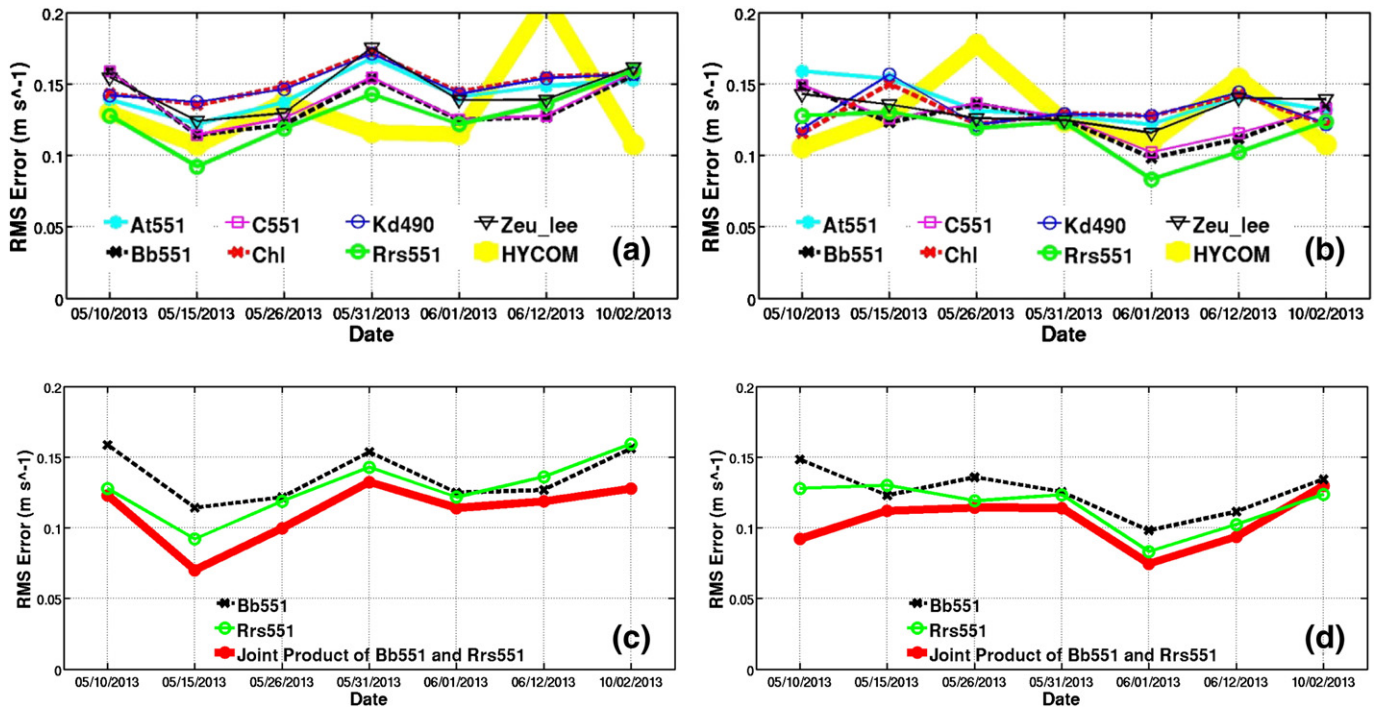 0.2
0.15
0.1
0.05
0
RMS Error (m s^-1)
At551 C551 Kd490 Zeu_lee
Bb551 Chl Rrs551 HYCOM
(a)
05/10/2013 05/15/2013 05/26/2013 05/31/2013 06/01/2013 06/12/2013 10/02/2013
Date
0.2
0.15
0.1
0.05
0
RMS Error (m s^-1)
At551 C551 Kd490 Zeu_lee
Bb551 Chl Rrs551 HYCOM
(b)
05/10/2013 05/15/2013 05/26/2013 05/31/2013 06/01/2013 06/12/2013 10/02/2013
Date
0.2
0.15
0.1
0.05
0
RMS Error (m s^-1)
Bb551
Rrs551
Joint Product of Bb551 and Rrs551
(c)
05/10/2013 05/15/2013 05/26/2013 05/31/2013 06/01/2013 06/12/2013 10/02/2013
Date
0.2
0.15
0.1
0.05
0
RMS Error (m s^-1)
Bb551
Rrs551
Joint Product of Bb551 and Rrs551
(d)
05/10/2013 05/15/2013 05/26/2013 05/31/2013 06/01/2013 06/12/2013 10/02/2013
Date